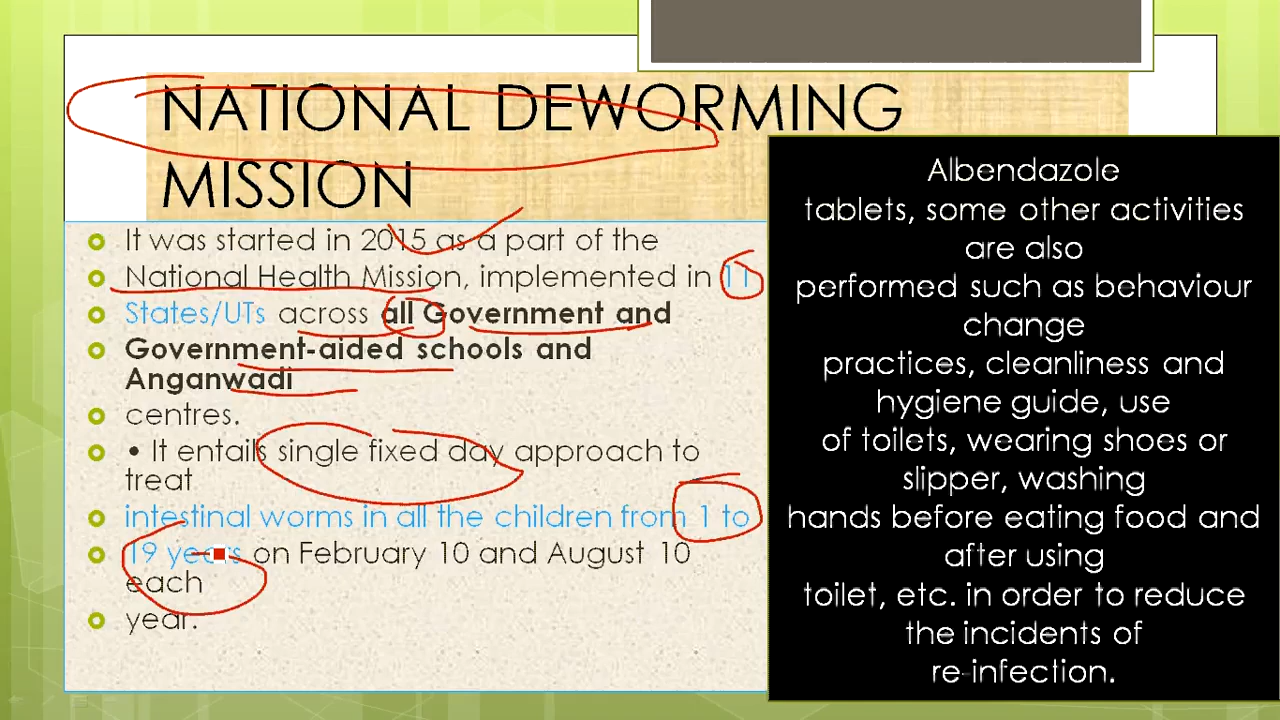 NATIONAL DEWORMING
MISSION
It was started in 2015 as a part of the
National Health Mission, implemented in 11
States/UTs across all Government and
Government-aided schools and
Anganwadi
centres.
• It entails single fixed day approach to
treat
intestinal worms in all the children from 1 to
19 years on February 10 and August 10
each
year.
Albendazole
tablets, some other activities
are also
performed such as behaviour
change
practices, cleanliness and
hygiene guide, use
of toilets, wearing shoes or
slipper, washing
hands before eating food and
after using
toilet, etc. in order to reduce
the incidents of
re-infection.